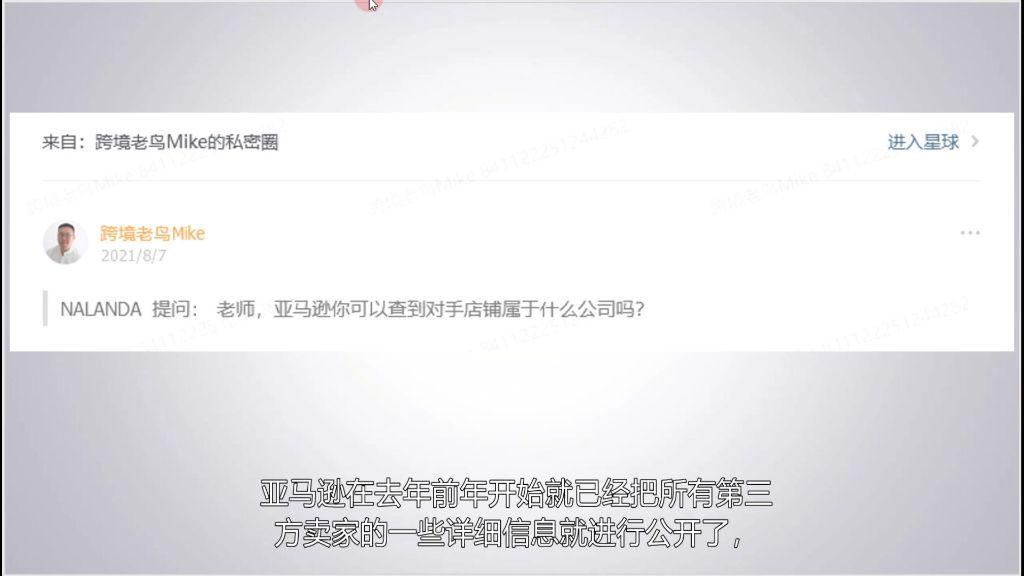 来自：跨境老鸟Mike的私密圈
进入星球
跨境老鸟Mike
2021/8/7
NALANDA 提问： 老师，亚马逊你可以查到对手店铺属于什么公司吗？
亚马逊在去年前年开始就已经把所有第三
方卖家的一些详细信息就进行公开了，